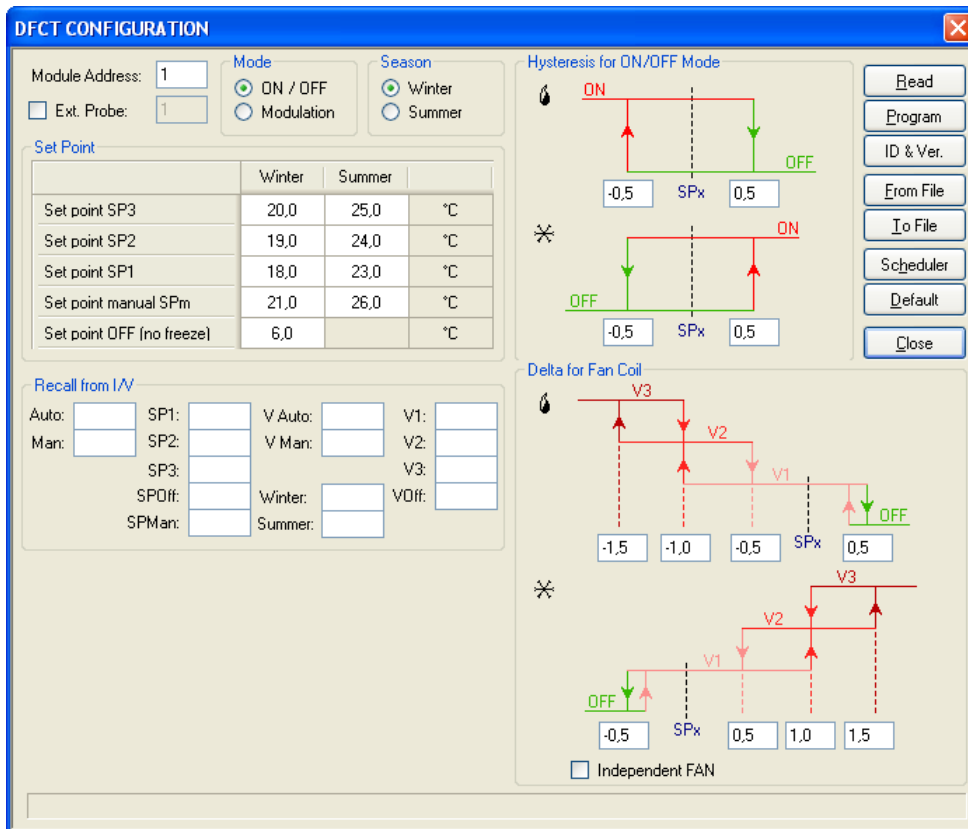 DFCT CONFIGURATION
Module Address: 1
Ext. Probe: 1
Mode
ON / OFF
Modulation
Season
Winter
Summer
Set Point
Winter Summer
Set point SP3 20,0 25,0 °C
Set point SP2 19,0 24,0 °C
Set point SP1 18,0 23,0 °C
Set point manual SPm 21,0 26,0 °C
Set point OFF (no freeze) 6,0 °C
Recall from I/V
Auto: SP1: V Auto: V1:
Man: SP2: V Man: V2:
SP3: V3:
SPOff: Winter: VOff:
SPMan: Summer:
Hysteresis for ON/OFF Mode
ON
OFF
-0,5 SPx 0,5
ON
OFF
-0,5 SPx 0,5
Delta for Fan Coil
V3
V2
V1
OFF
-1,5 -1,0 -0,5 SPx 0,5
V3
V2
V1
OFF
-0,5 SPx 0,5 1,0 1,5
Independent FAN
Read
Program
ID & Ver.
From File
To File
Scheduler
Default
Close